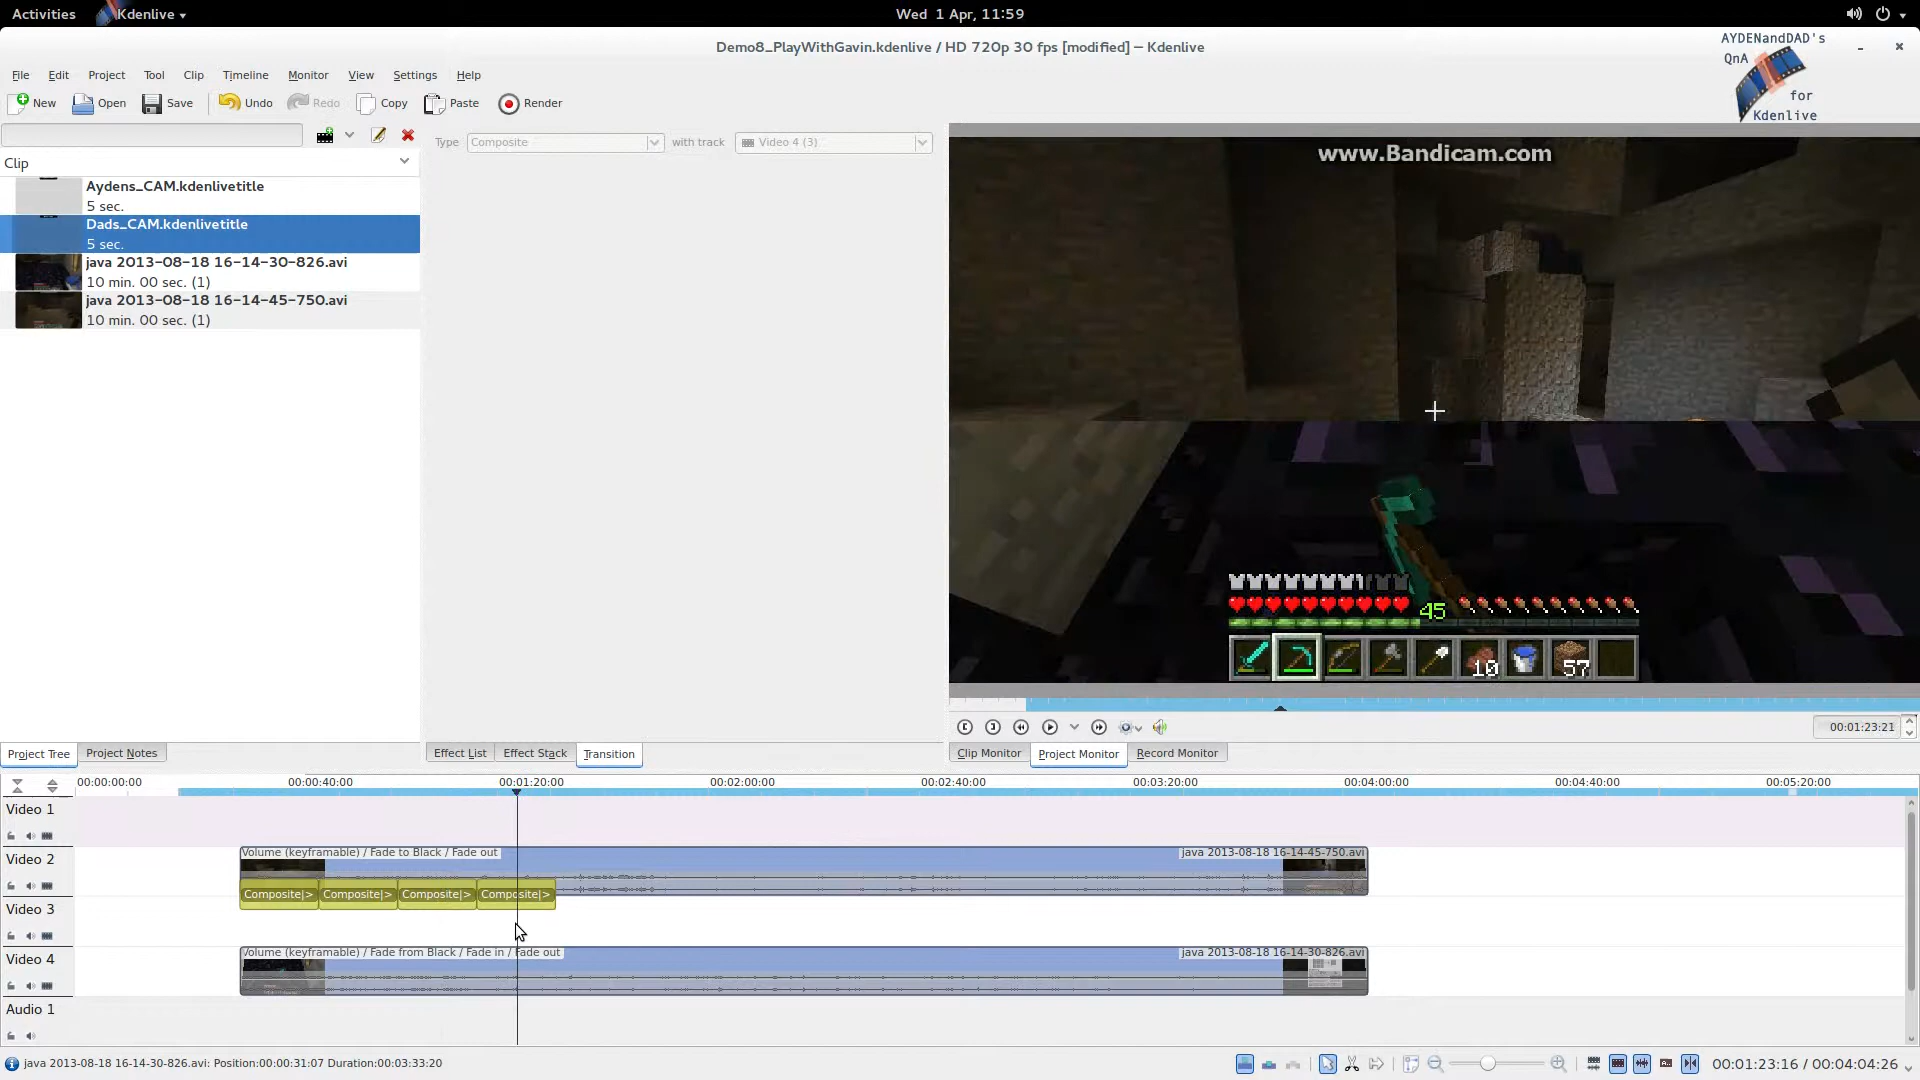 Activities Kdenlive Wed 1 Apr, 11:59
Demo8_PlayWithGavin.kdenlive / HD 720p 30 fps [modified] – Kdenlive
AYDENandDAD's
QnA
for
Kdenlive
File Edit Project Tool Clip Timeline Monitor View Settings Help
New Open Save Undo Redo Copy Paste Render
Type Composite with track Video 4 (3)
www.Bandicam.com
Clip
Aydens_CAM.kdenlivetitle
5 sec.
Dads_CAM.kdenlivetitle
5 sec.
java 2013-08-18 16-14-30-826.avi
10 min. 00 sec. (1)
java 2013-08-18 16-14-45-750.avi
10 min. 00 sec. (1)
45
10 57
00:01:23:21
Project Tree Project Notes Effect List Effect Stack Transition Clip Monitor Project Monitor Record Monitor
00:00:00:00 00:00:40:00 00:01:20:00 00:02:00:00 00:02:40:00 00:03:20:00 00:04:00:00 00:04:40:00 00:05:20:00
Video 1
Video 2
Volume (keyframable) / Fade to Black / Fade out java 2013-08-18 16-14-45-750.avi
Composite|> Composite|> Composite|> Composite|>
Video 3
Video 4
Volume (keyframable) / Fade from Black / Fade in / Fade out java 2013-08-18 16-14-30-826.avi
Audio 1
java 2013-08-18 16-14-30-826.avi: Position:00:00:31:07 Duration:00:03:33:20 00:01:23:16 / 00:04:04:26